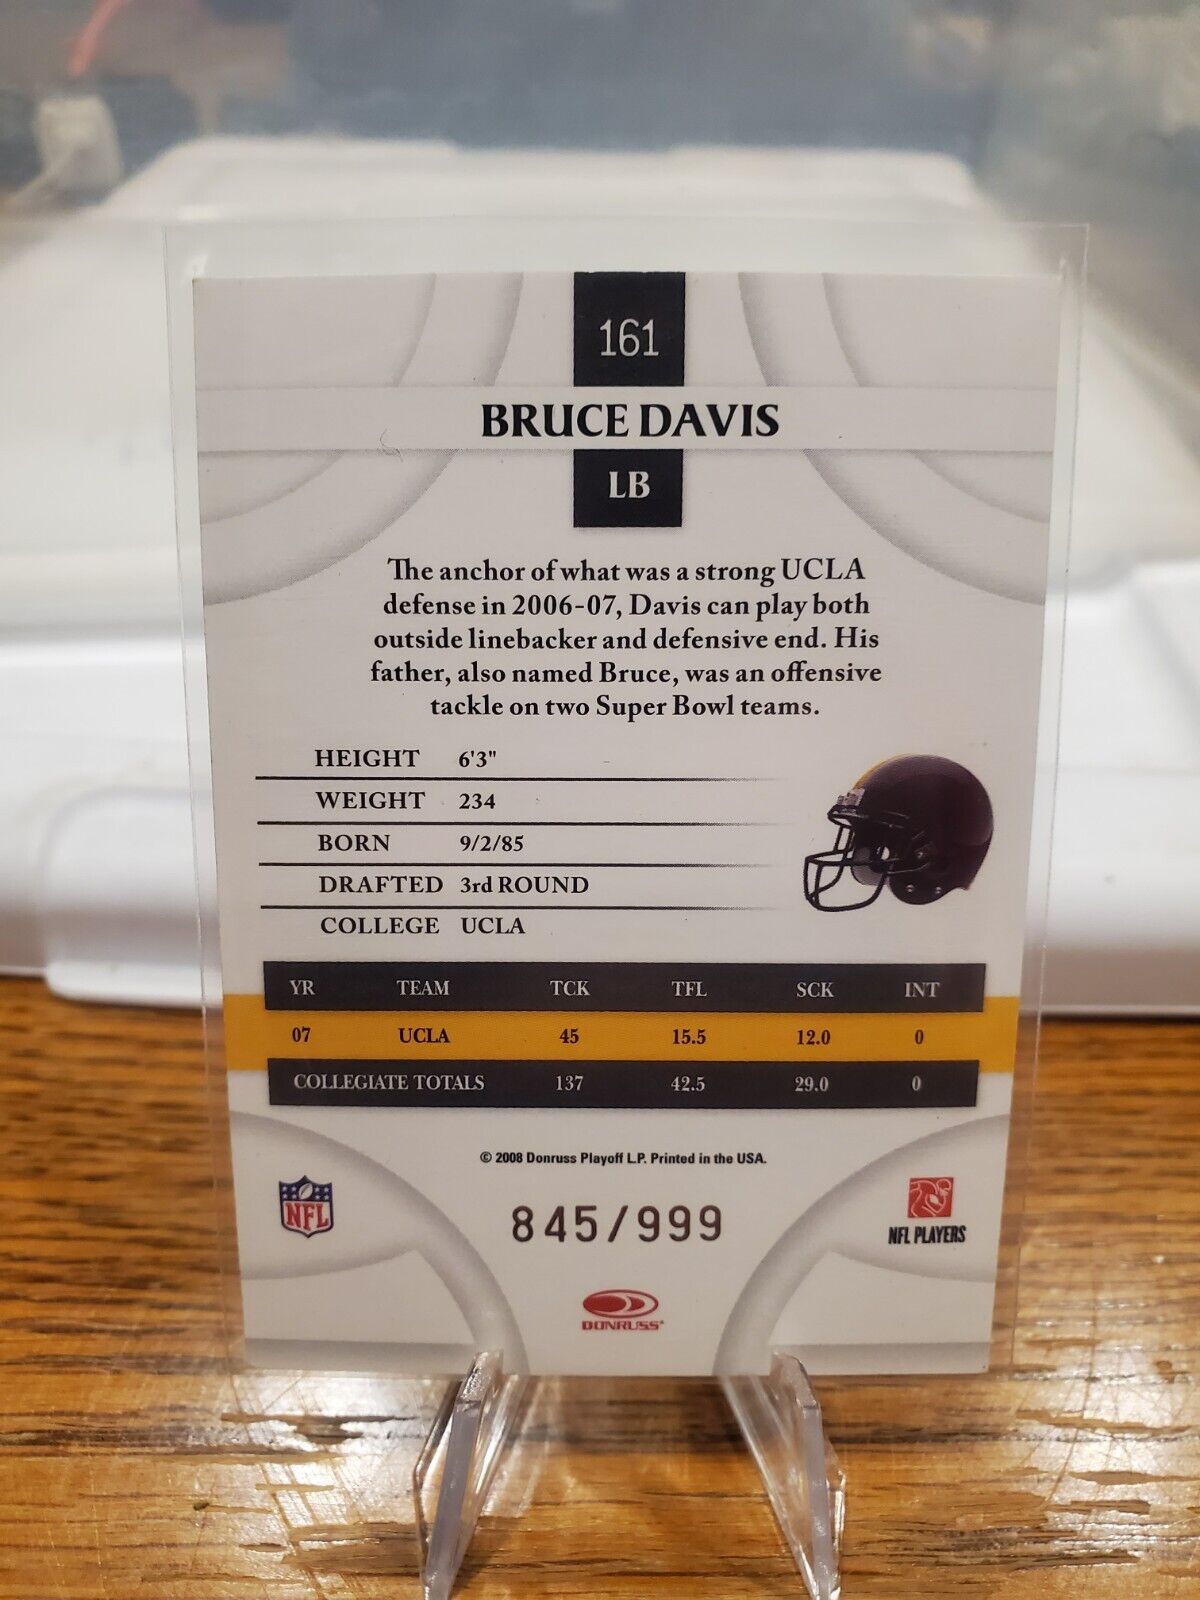 161
BRUCE DAVIS
LB
The anchor of what was a strong UCLA
defense in 2006-07, Davis can play both
outside linebacker and defensive end. His
father, also named Bruce, was an offensive
tackle on two Super Bowl teams.
HEIGHT 6'3"
WEIGHT 234
BORN 9/2/85
DRAFTED 3rd ROUND
COLLEGE UCLA
YR TEAM TCK TFL SCK INT
07 UCLA 45 15.5 12.0 0
COLLEGIATE TOTALS 137 42.5 29.0 0
© 2008 Donruss Playoff L.P. Printed in the USA.
NFL
845/999
NFL PLAYERS
DONRUSS